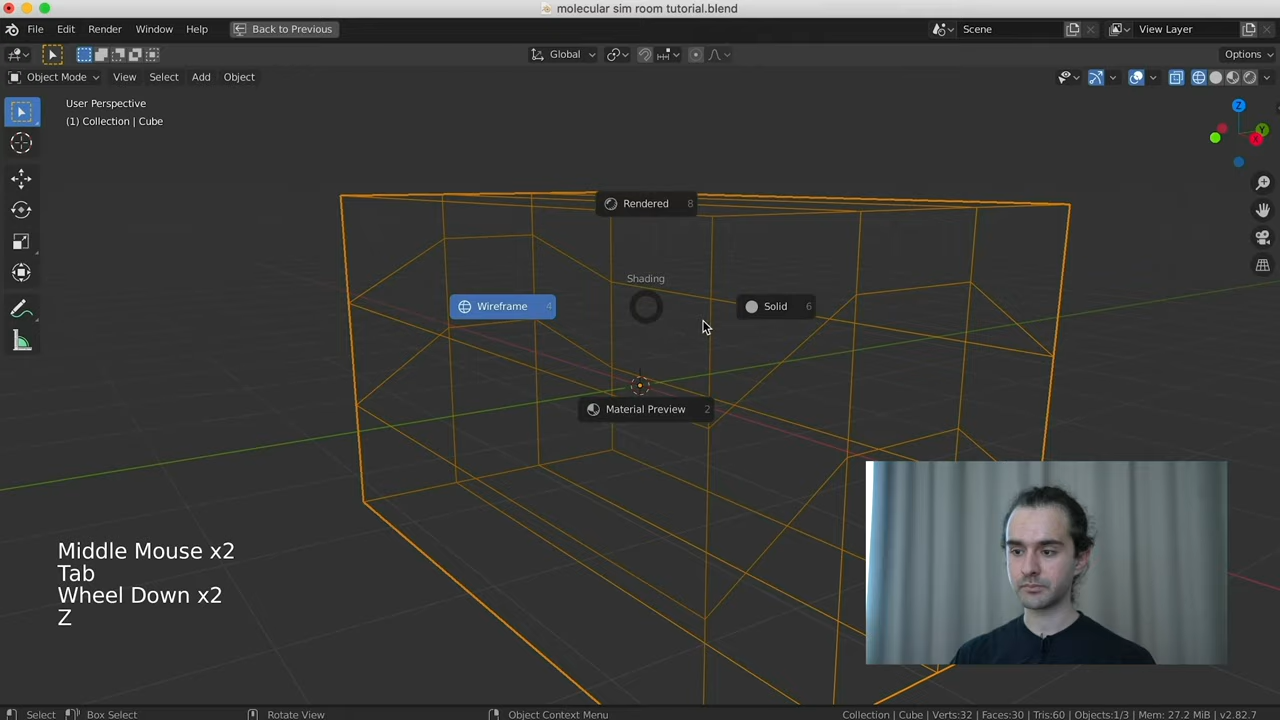 molecular sim room tutorial.blend
File Edit Render Window Help Back to Previous Scene View Layer
Global Options
Object Mode View Select Add Object
User Perspective
(1) Collection | Cube
Z
Y
X
Rendered 8
Shading
Wireframe 4
Solid 6
Material Preview 2
Middle Mouse x2
Tab
Wheel Down x2
Z
Select Box Select Rotate View Object Context Menu Collection | Cube | Verts:32 | Faces:30 | Tris:60 | Objects:1/3 | Mem: 27.2 MiB | v2.82.7